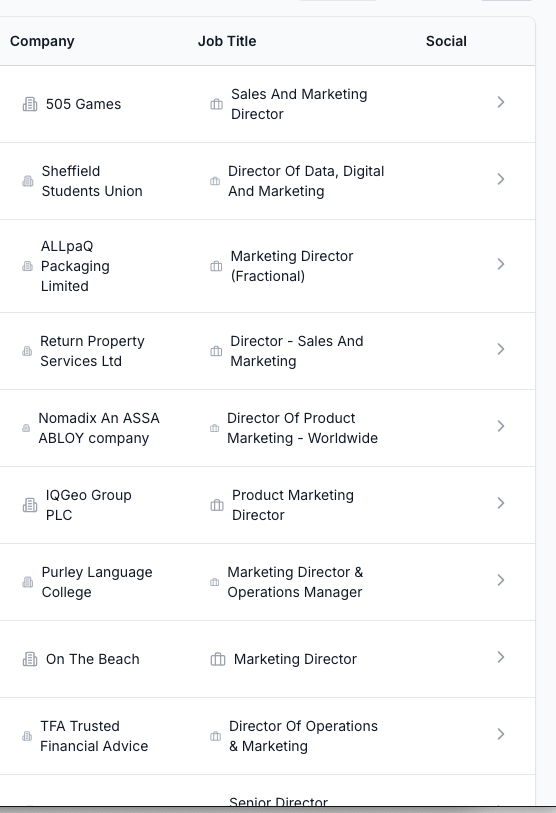 Company Job Title Social
505 Games
Sales And Marketing
Director
Sheffield
Students Union
Director Of Data, Digital
And Marketing
ALLpaQ
Packaging
Limited
Marketing Director
(Fractional)
Return Property
Services Ltd
Director - Sales And
Marketing
Nomadix An ASSA
ABLOY company
Director Of Product
Marketing - Worldwide
IQGeo Group
PLC
Product Marketing
Director
Purley Language
College
Marketing Director &
Operations Manager
On The Beach
Marketing Director
TFA Trusted
Financial Advice
Director Of Operations
& Marketing
Senior Director